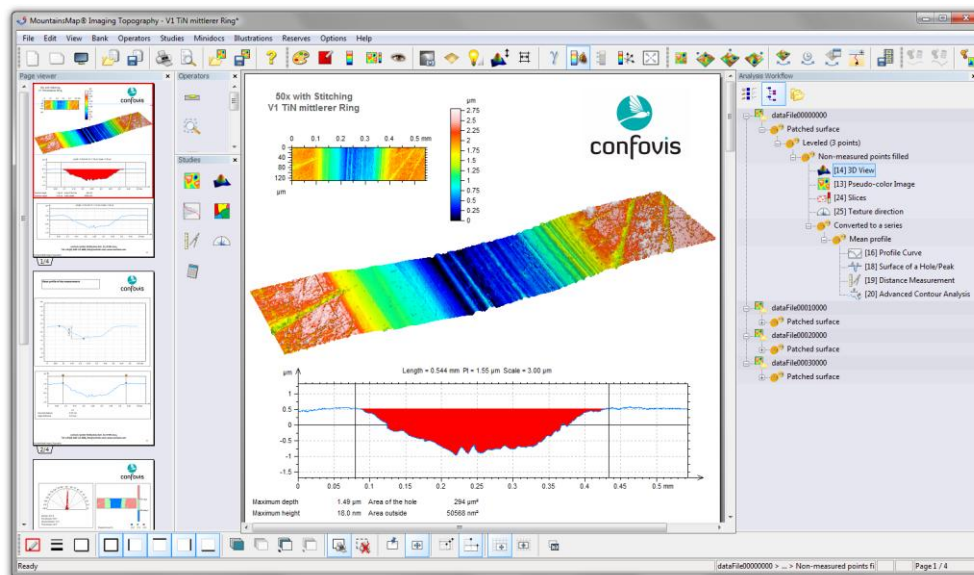 MountainsMap® Imaging Topography - V1 TiN mittlerer Ring*
File Edit View Bank Operators Studies Minidocs Illustrations Reserves Options Help
Page viewer
Operators
Studies
Analysis Workflow
confovis
1/4
confovis
2/4
confovis
50x with Stitching
V1 TiN mittlerer Ring
0 0.1 0.2 0.3 0.4 0.5 mm
0
40
80
120
µm
µm
2.75
2.5
2.25
2
1.75
1.5
1.25
1
0.75
0.5
0.25
0
confovis
Length = 0.544 mm Pt = 1.55 µm Scale = 3.00 µm
µm
1
0.5
0
-0.5
-1
-1.5
0 0.05 0.1 0.15 0.2 0.25 0.3 0.35 0.4 0.45 0.5 mm
Maximum depth 1.49 µm Area of the hole 294 µm²
Maximum height 18.0 nm Area outside 50568 nm²
dataFile00000000
Patched surface
Leveled (3 points)
Non-measured points filled
[14] 3D View
[13] Pseudo-color Image
[24] Slices
[25] Texture direction
Converted to a series
Mean profile
[16] Profile Curve
[18] Surface of a Hole/Peak
[19] Distance Measurement
[20] Advanced Contour Analysis
dataFile00010000
Patched surface
dataFile00020000
Patched surface
dataFile00030000
Patched surface
Ready
dataFile00000000 > ... > Non-measured points fi
Page 1 / 4